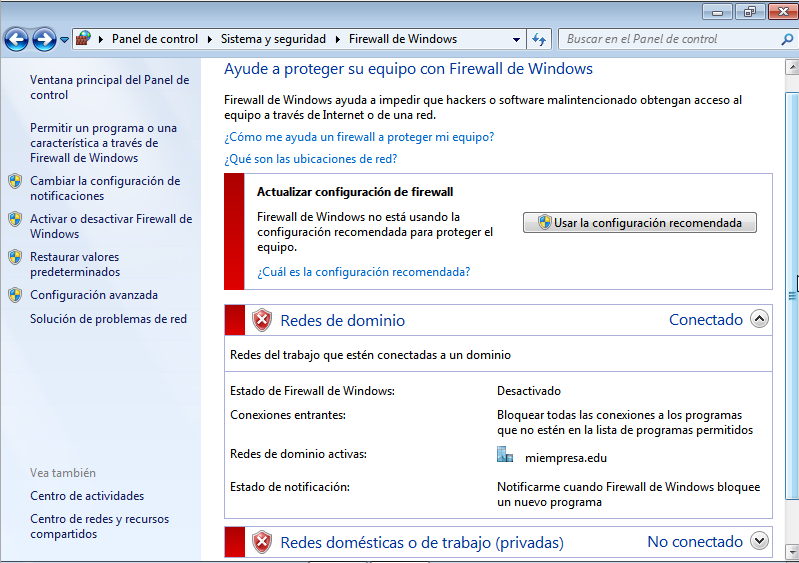 Panel de control
Sistema y seguridad
Firewall de Windows
Buscar en el Panel de control
Ventana principal del Panel de
control
Permitir un programa o una
característica a través de
Firewall de Windows
Cambiar la configuración de
notificaciones
Activar o desactivar Firewall de
Windows
Restaurar valores
predeterminados
Configuración avanzada
Solución de problemas de red
Vea también
Centro de actividades
Centro de redes y recursos
compartidos
Ayude a proteger su equipo con Firewall de Windows
Firewall de Windows ayuda a impedir que hackers o software malintencionado obtengan acceso al
equipo a través de Internet o de una red.
¿Cómo me ayuda un firewall a proteger mi equipo?
¿Qué son las ubicaciones de red?
Actualizar configuración de firewall
Firewall de Windows no está usando la
configuración recomendada para proteger el
equipo.
Usar la configuración recomendada
¿Cuál es la configuración recomendada?
Redes de dominio Conectado
Redes del trabajo que estén conectadas a un dominio
Estado de Firewall de Windows: Desactivado
Conexiones entrantes: Bloquear todas las conexiones a los programas
que no estén en la lista de programas permitidos
Redes de dominio activas: miempresa.edu
Estado de notificación: Notificarme cuando Firewall de Windows bloquee
un nuevo programa
Redes domésticas o de trabajo (privadas) No conectado